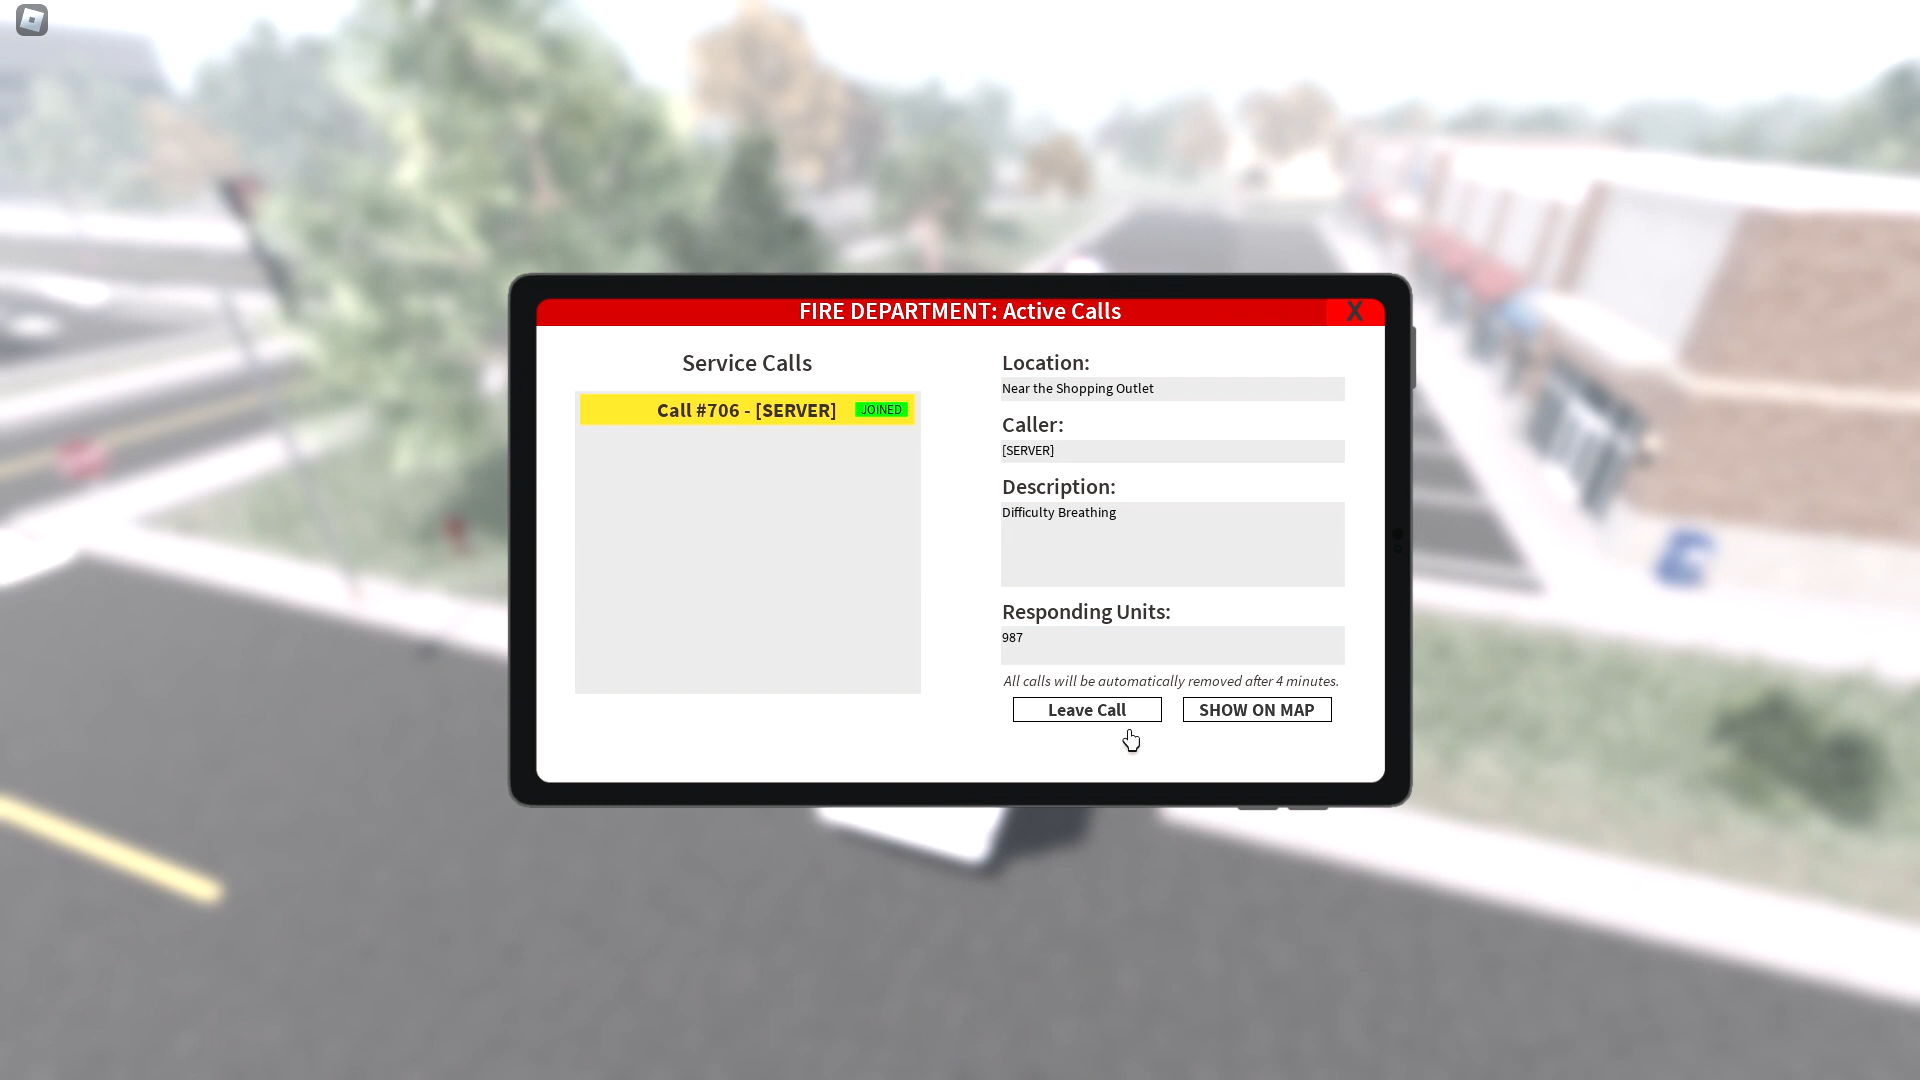 FIRE DEPARTMENT: Active Calls
X
Service Calls
Call #706 - [SERVER]
JOINED
Location:
Near the Shopping Outlet
Caller:
[SERVER]
Description:
Difficulty Breathing
Responding Units:
987
All calls will be automatically removed after 4 minutes.
Leave Call
SHOW ON MAP